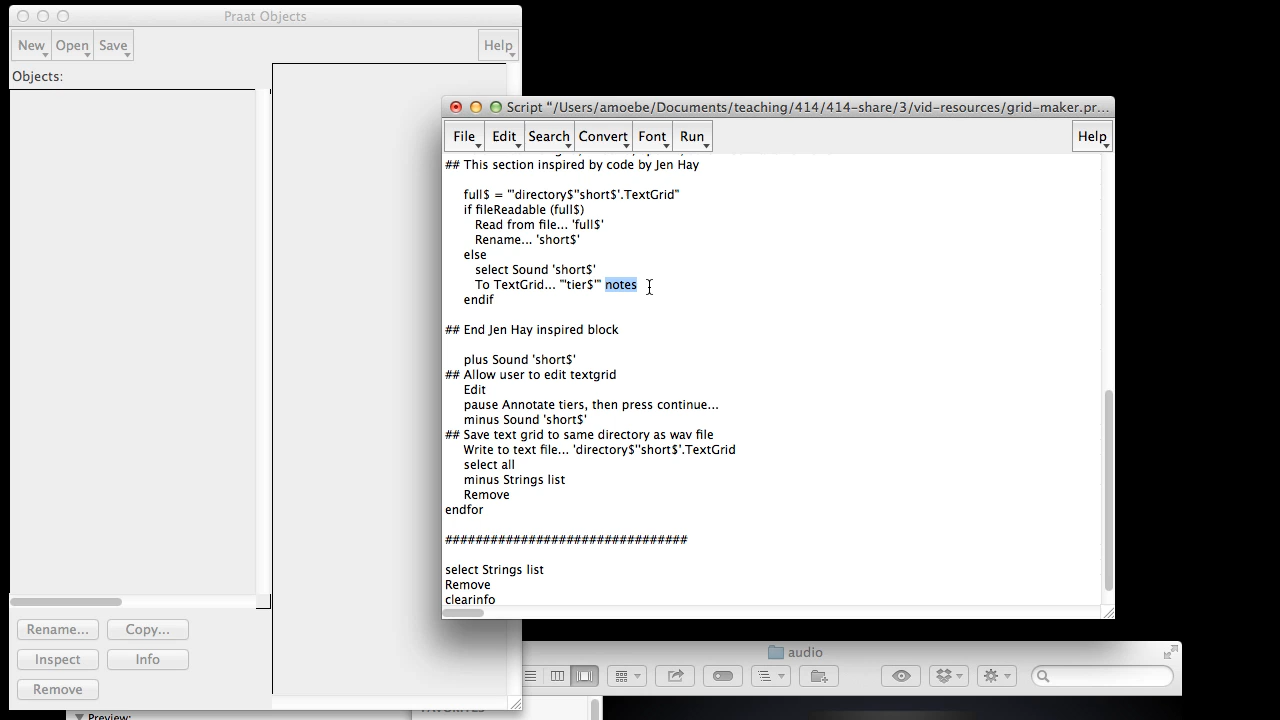 Praat Objects
New
Open
Save
Help
Objects:
Rename...
Copy...
Inspect
Info
Remove
Script “/Users/amoebe/Documents/teaching/414/414-share/3/vid-resources/grid-maker.pr...
File
Edit
Search
Convert
Font
Run
Help
## This section inspired by code by Jen Hay
full$ = "'directory$''short$'.TextGrid"
if fileReadable (full$)
Read from file... 'full$'
Rename... 'short$'
else
select Sound 'short$'
To TextGrid... "'tier$'" notes
endif
## End Jen Hay inspired block
plus Sound 'short$'
## Allow user to edit textgrid
Edit
pause Annotate tiers, then press continue...
minus Sound 'short$'
## Save text grid to same directory as wav file
Write to text file... 'directory$''short$'.TextGrid
select all
minus Strings list
Remove
endfor
################################
select Strings list
Remove
clearinfo
audio
Preview:
FAVORITES